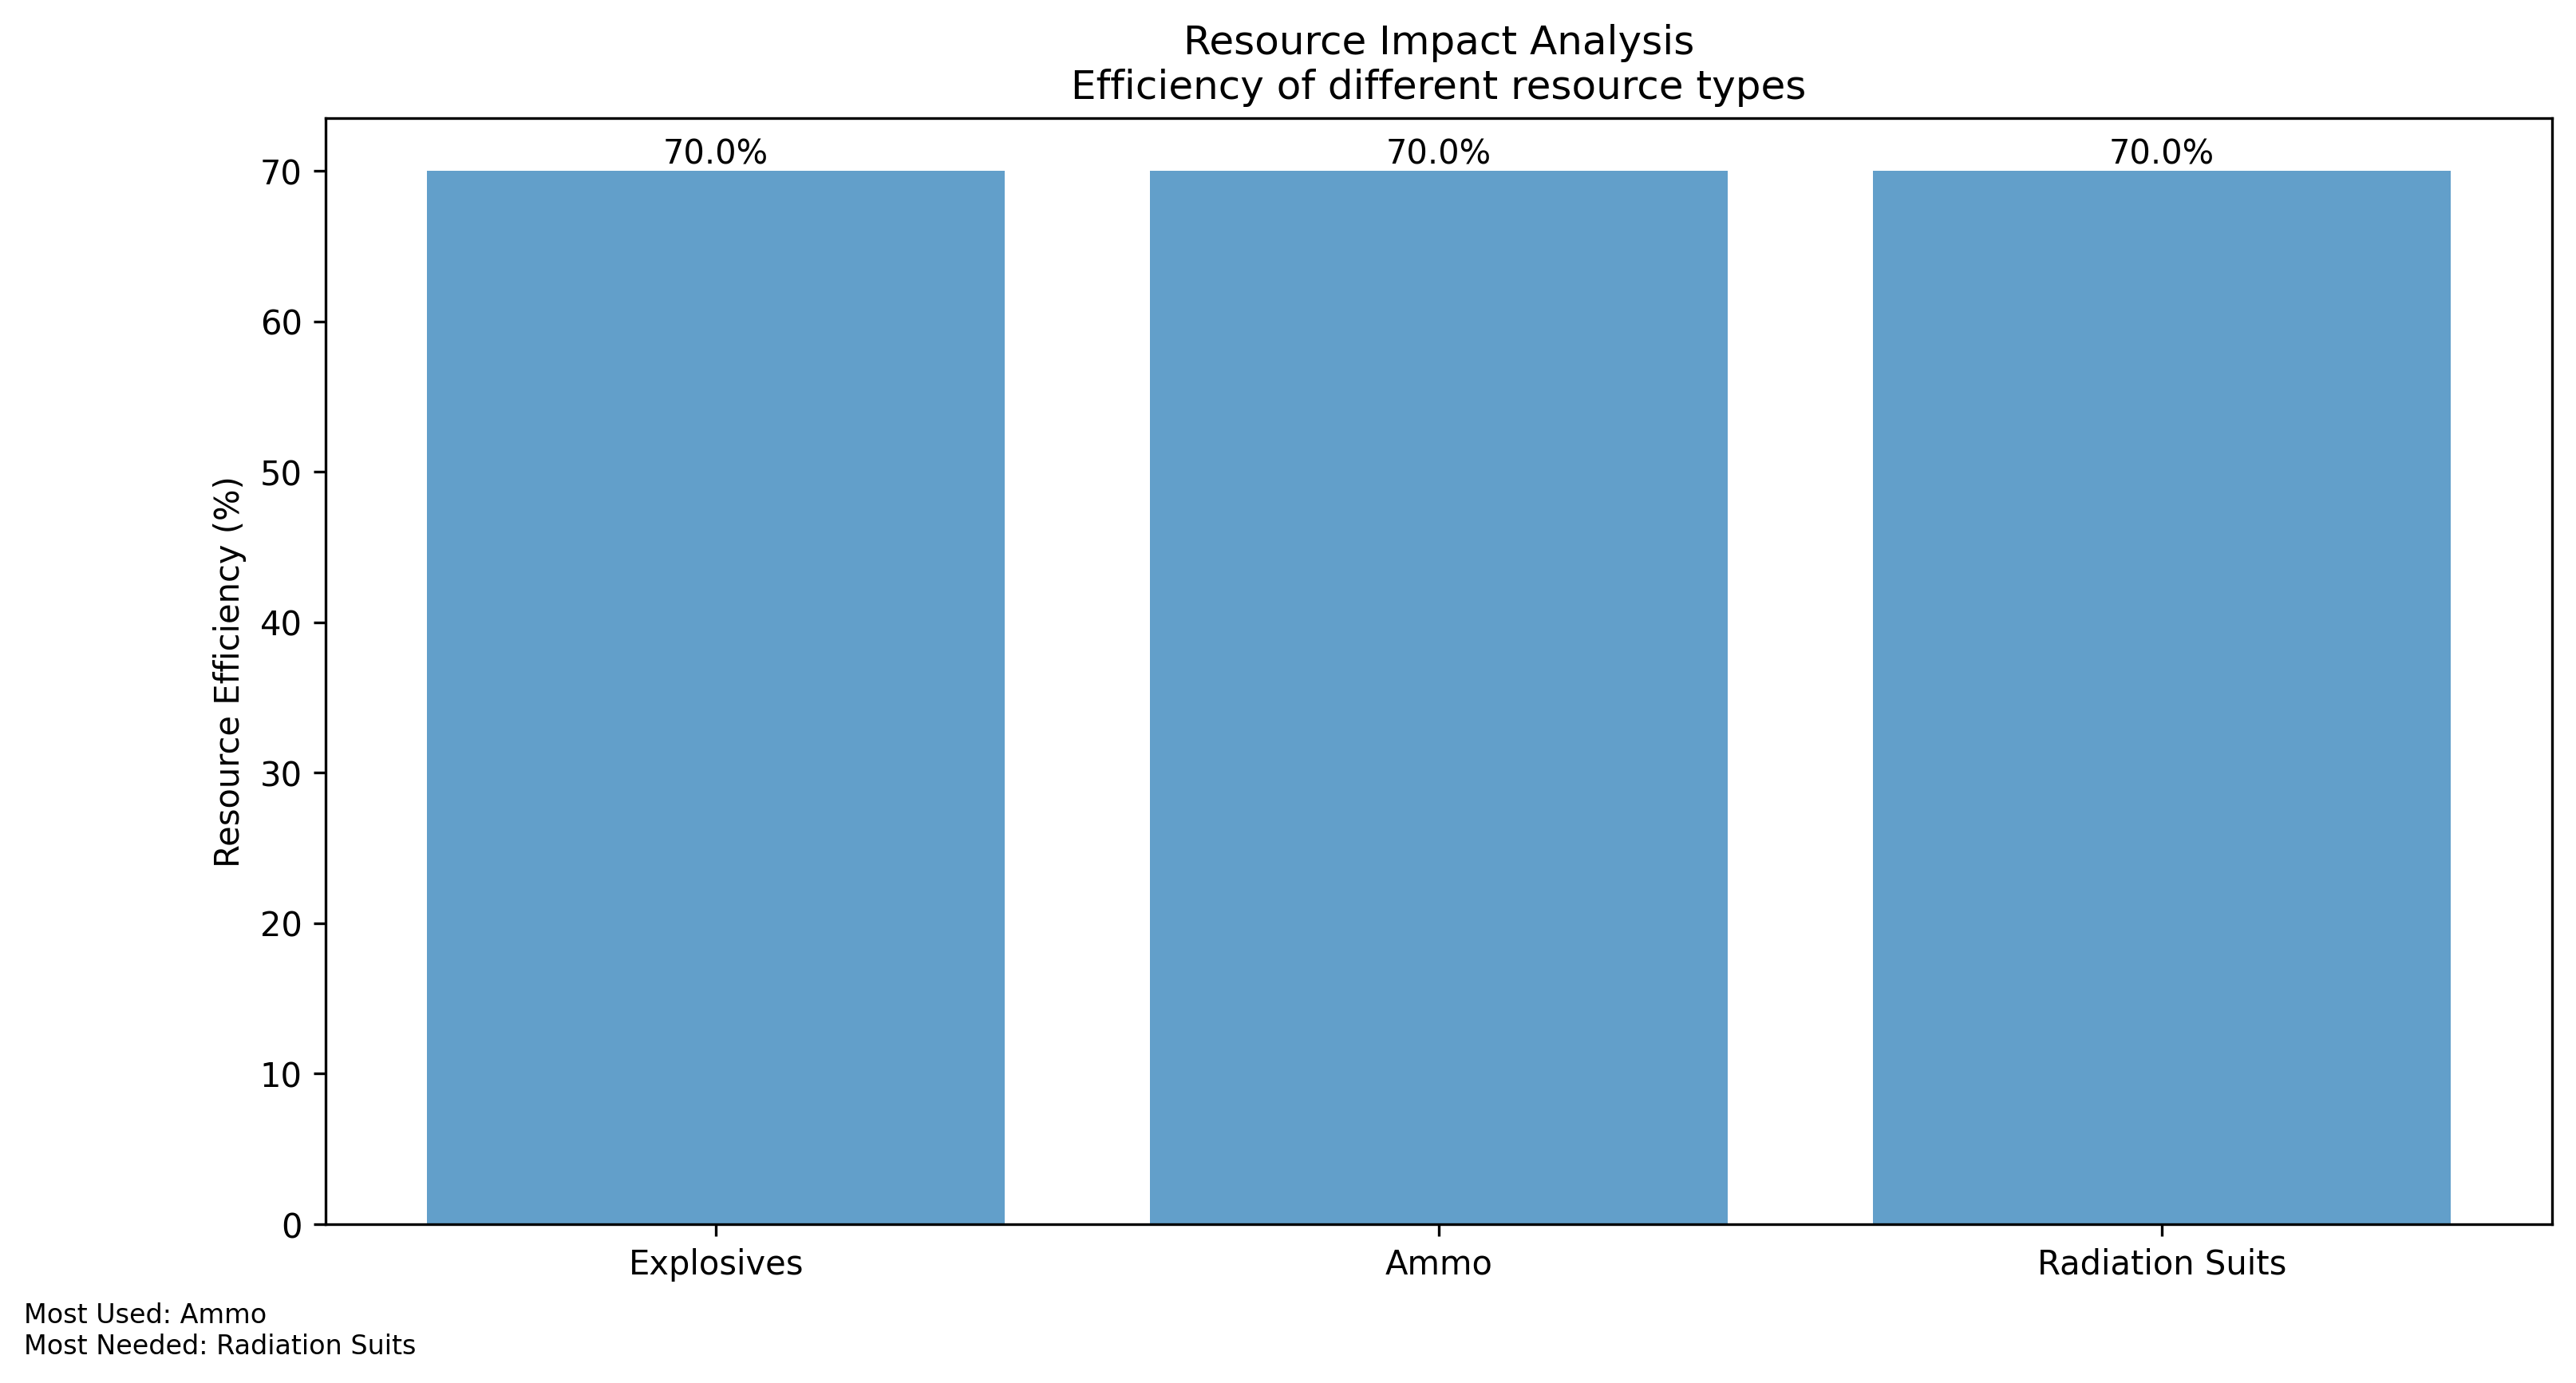 Resource Impact Analysis
Efficiency of different resource types
70.0%
70.0%
70.0%
70
60
50
40
30
20
10
0
Resource Efficiency (%)
Explosives
Ammo
Radiation Suits
Most Used: Ammo
Most Needed: Radiation Suits